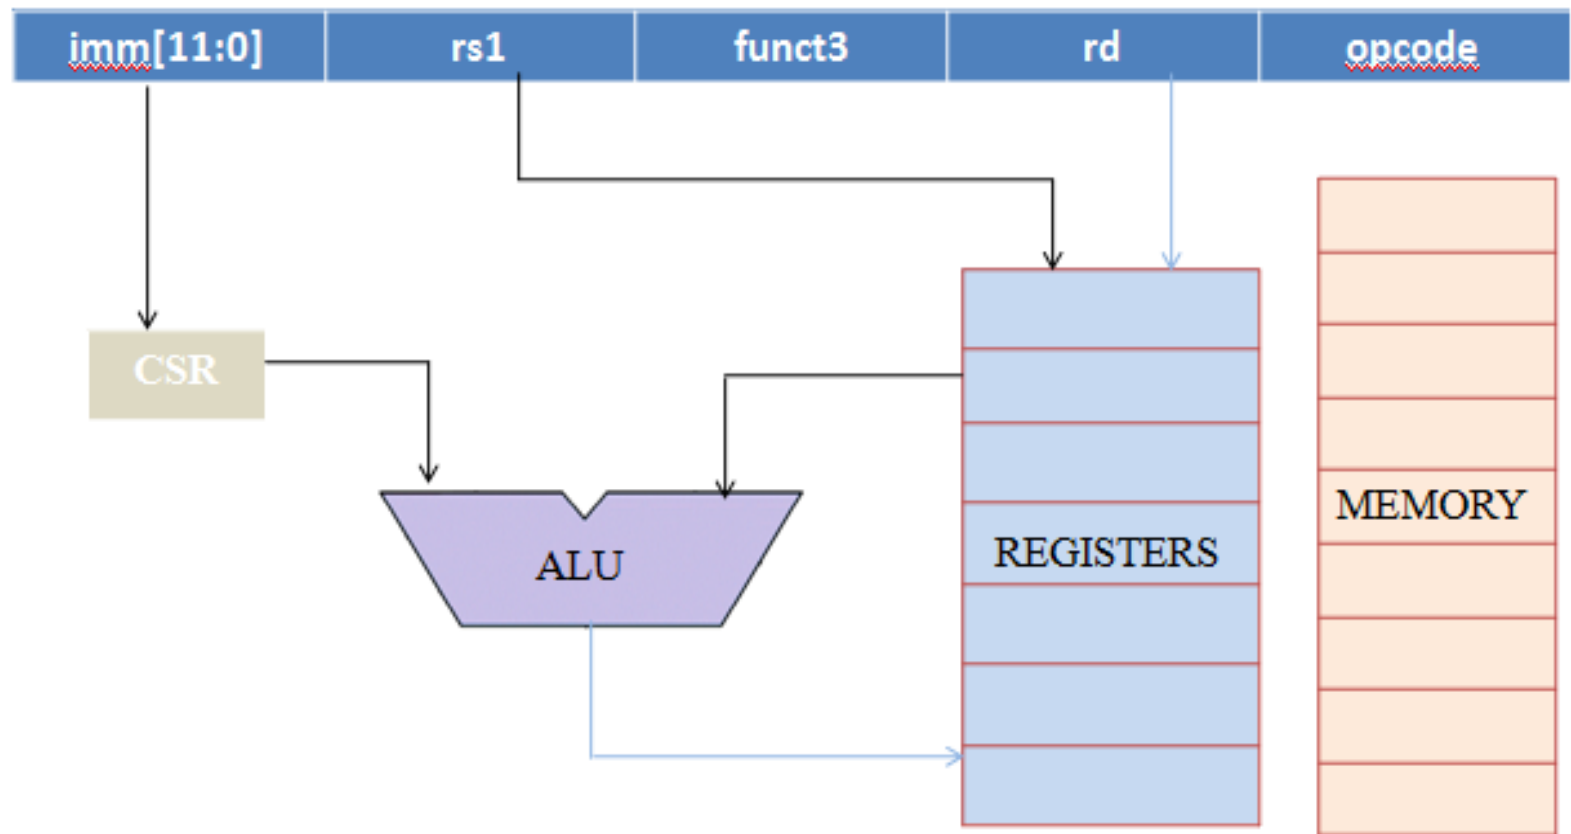 imm[11:0] rs1 funct3 rd opcode
CSR
MEMORY
REGISTERS
ALU